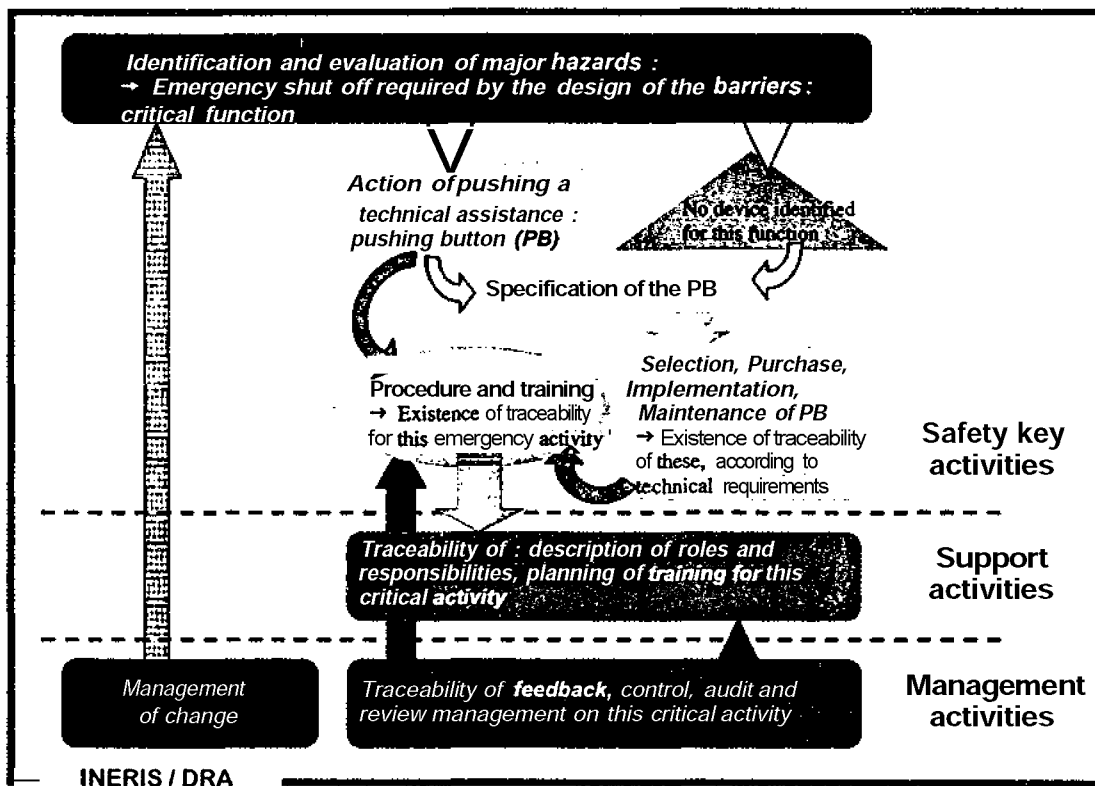 Identification and evaluation of major hazards :
→ Emergency shut off required by the design of the barriers :
critical function
Action of pushing a
technical assistance :
pushing button (PB)
No device identified
for this function
Specification of the PB
Procedure and training
→ Existence of traceability
for this emergency activity
Selection, Purchase,
Implementation,
Maintenance of PB
→ Existence of traceability
of these, according to
technical requirements
Safety key
activities
Traceability of : description of roles and
responsibilities, planning of training for this
critical activity
Support
activities
Management
of change
Traceability of feedback, control, audit and
review management on this critical activity
Management
activities
INERIS / DRA